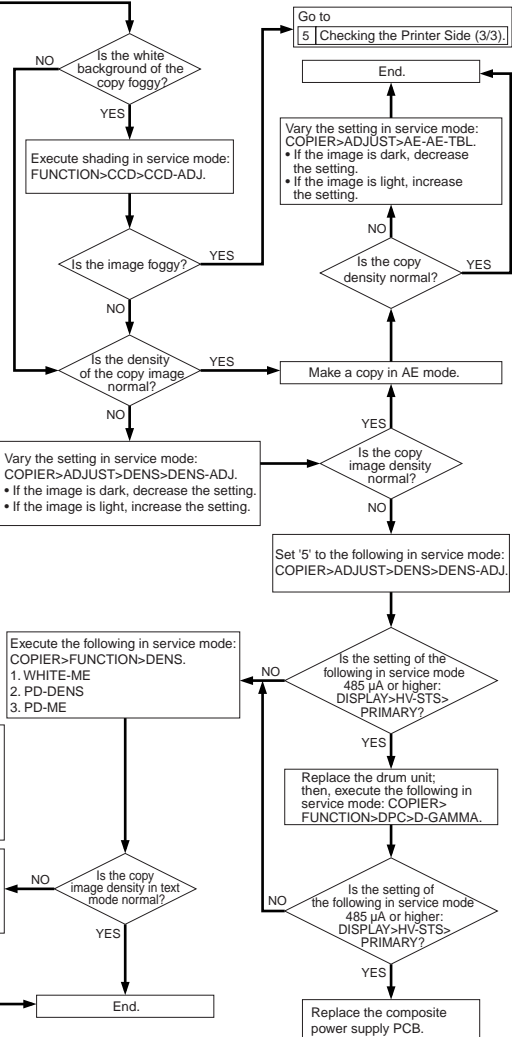 Go to
5 Checking the Printer Side (3/3).
NO
Is the white
background of the
copy foggy?
YES
End.
Execute shading in service mode:
FUNCTION>CCD>CCD-ADJ.
Vary the setting in service mode:
COPIER>ADJUST>AE-AE-TBL.
• If the image is dark, decrease
the setting.
• If the image is light, increase
the setting.
NO
Is the image foggy?
YES
Is the copy
density normal?
YES
NO
Is the density
of the copy image
normal?
YES
Make a copy in AE mode.
NO
YES
Vary the setting in service mode:
COPIER>ADJUST>DENS>DENS-ADJ.
• If the image is dark, decrease the setting.
• If the image is light, increase the setting.
Is the copy
image density
normal?
NO
Set '5' to the following in service mode:
COPIER>ADJUST>DENS>DENS-ADJ.
Execute the following in service mode:
COPIER>FUNCTION>DENS.
1. WHITE-ME
2. PD-DENS
3. PD-ME
NO
Is the setting of the
following in service mode
485 µA or higher:
DISPLAY>HV-STS>
PRIMARY?
YES
Replace the drum unit;
then, execute the following in
service mode: COPIER>
FUNCTION>DPC>D-GAMMA.
NO
Is the copy
image density in text
mode normal?
YES
NO
Is the setting of
the following in service mode
485 µA or higher:
DISPLAY>HV-STS>
PRIMARY?
YES
End.
Replace the composite
power supply PCB.